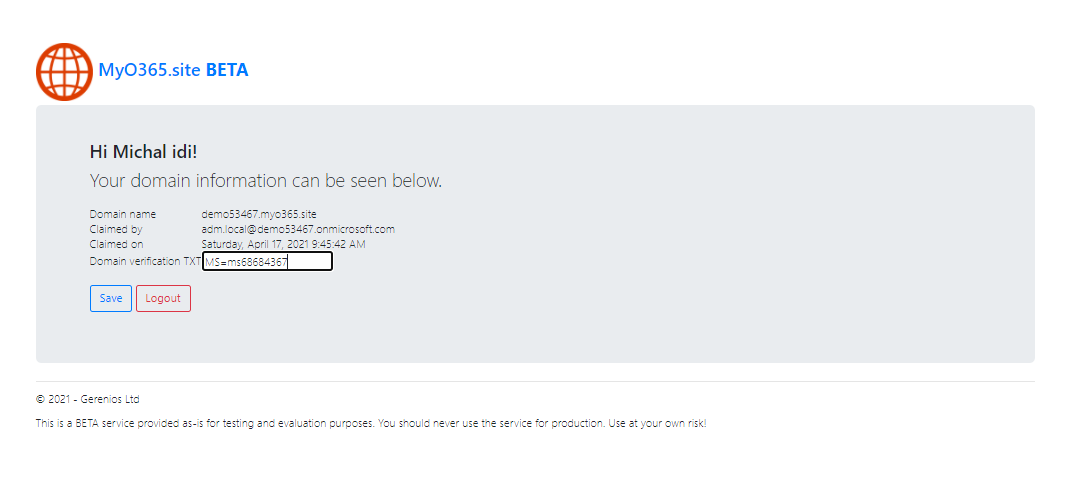 MyO365.site BETA
Hi Michal idi!
Your domain information can be seen below.
Domain name demo53467.myo365.site
Claimed by adm.local@demo53467.onmicrosoft.com
Claimed on Saturday, April 17, 2021 9:45:42 AM
Domain verification TXT MS=ms68684367
Save Logout
© 2021 - Gerenios Ltd
This is a BETA service provided as-is for testing and evaluation purposes. You should never use the service for production. Use at your own risk!